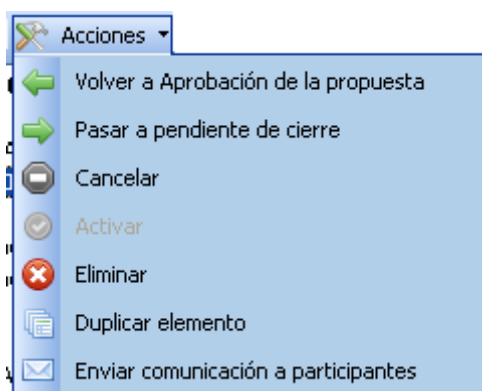 Acciones
Volver a Aprobación de la propuesta
Pasar a pendiente de cierre
Cancelar
Activar
Eliminar
Duplicar elemento
Enviar comunicación a participantes